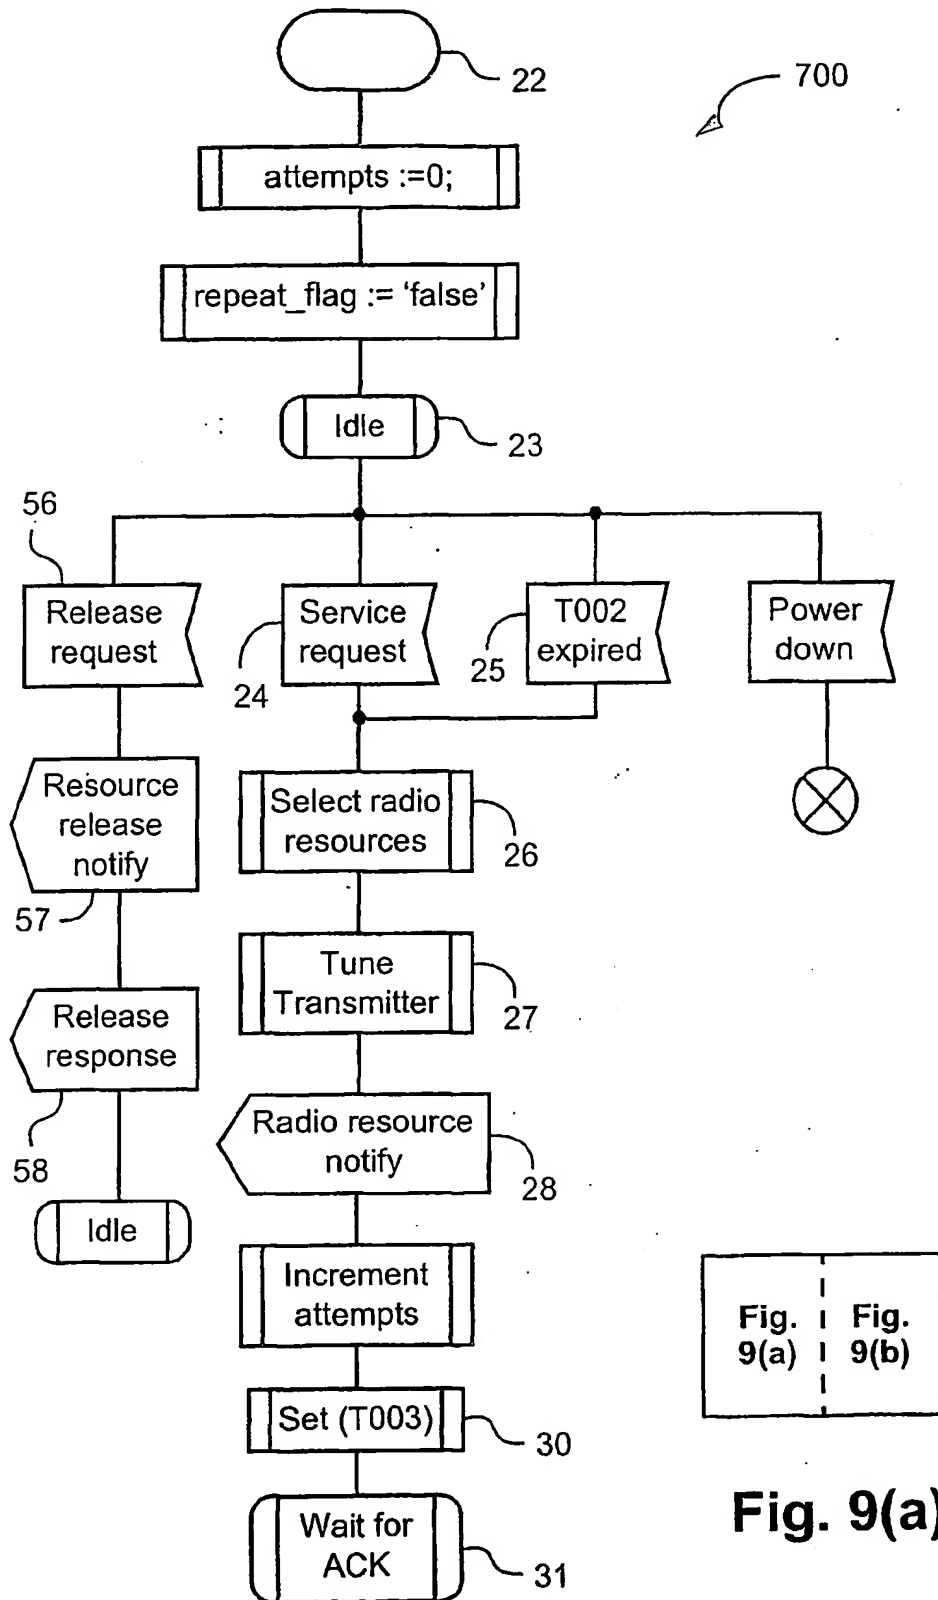 22
700
attempts :=0;
repeat_flag := ‘false’
Idle
23
56
Release
request
Service
request
24
T002
expired
25
Power
down
Resource
release
notify
57
Select radio
resources
26
Tune
Transmitter
27
Release
response
58
Radio resource
notify
28
Idle
Increment
attempts
Fig.
9(a)
Fig.
9(b)
Set (T003)
30
Wait for
ACK
31
Fig. 9(a)